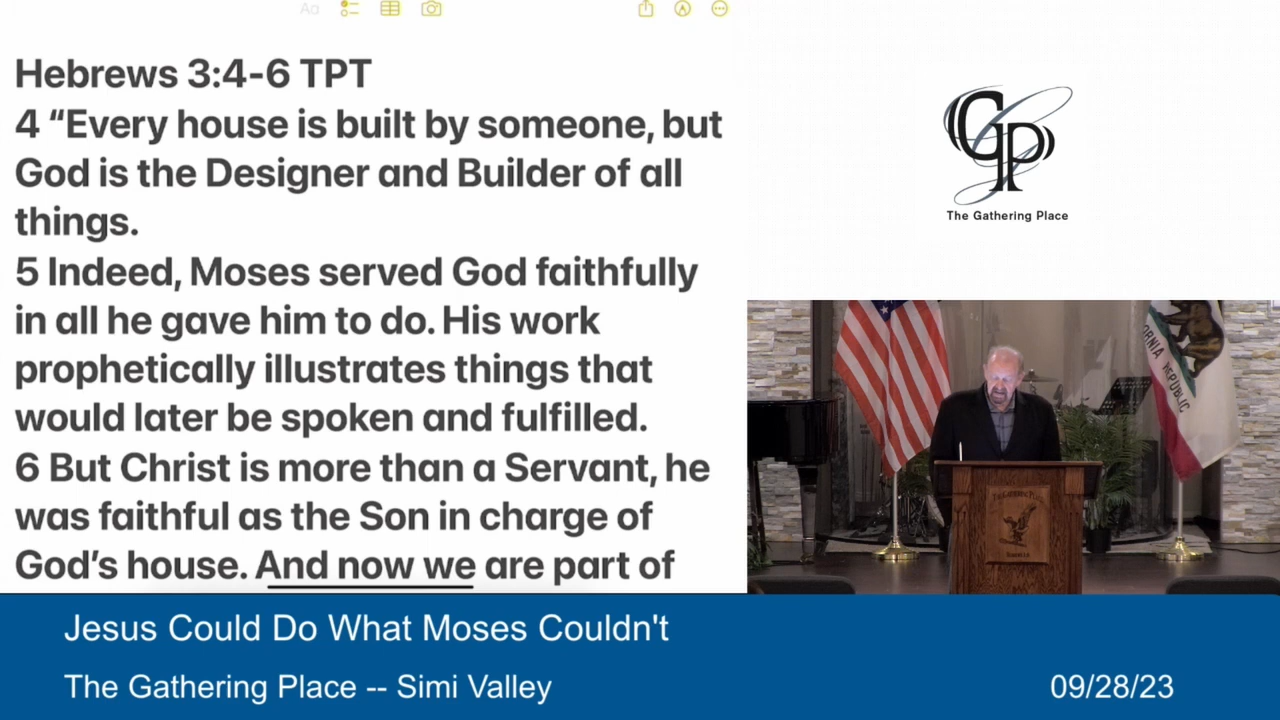 Aa
Hebrews 3:4-6 TPT
4 “Every house is built by someone, but
God is the Designer and Builder of all
things.
5 Indeed, Moses served God faithfully
in all he gave him to do. His work
prophetically illustrates things that
would later be spoken and fulfilled.
6 But Christ is more than a Servant, he
was faithful as the Son in charge of
God’s house. And now we are part of
GP
The Gathering Place
ORNIA REPUBLIC
Jesus Could Do What Moses Couldn't
The Gathering Place -- Simi Valley
09/28/23